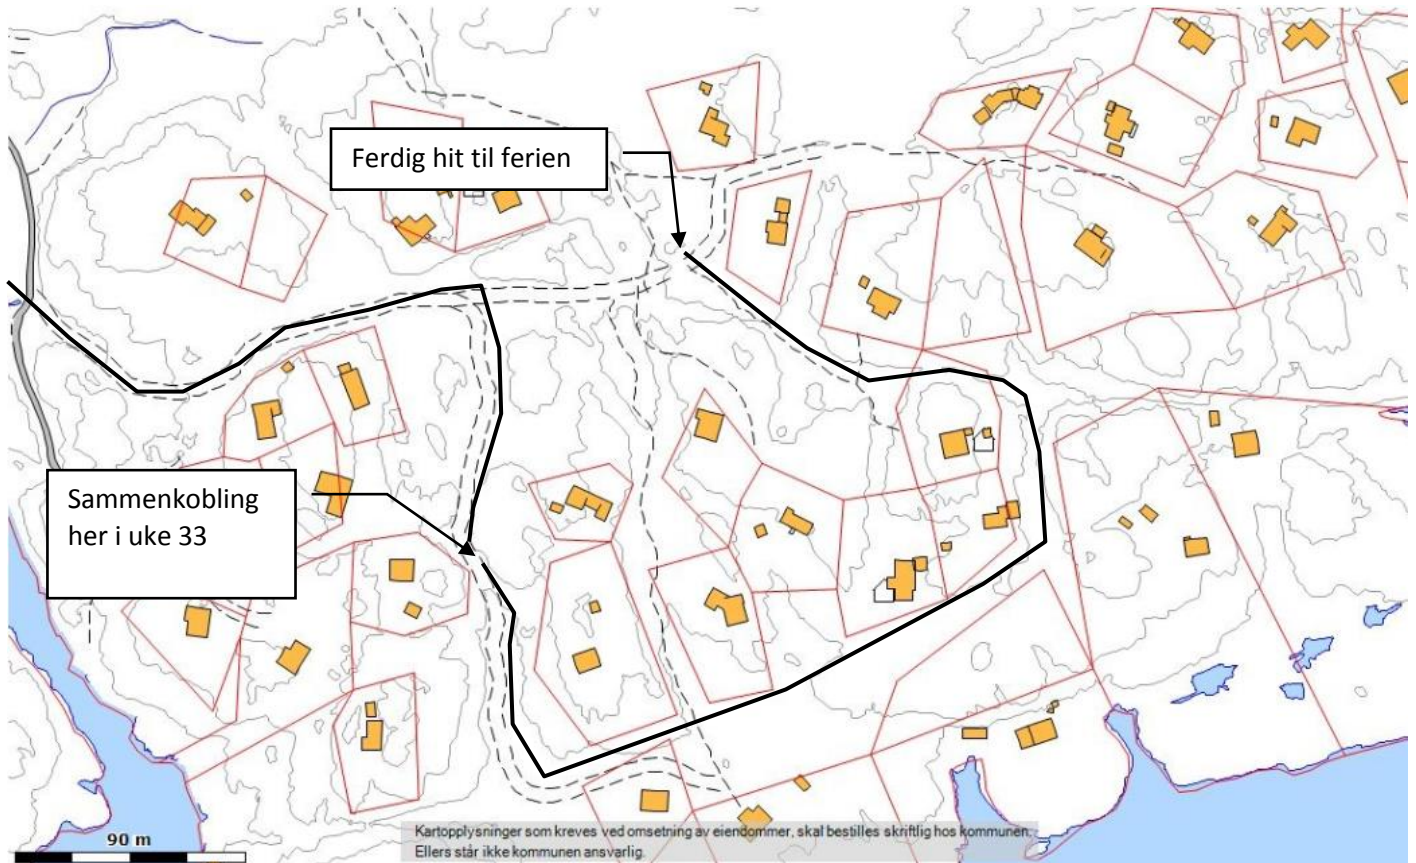 Ferdig hit til ferien
Sammenkobling
her i uke 33
90 m
Kartopplysninger som kreves ved omsetning av eiendommer, skal bestilles skriftlig hos kommunen.
Ellers står ikke kommunen ansvarlig.